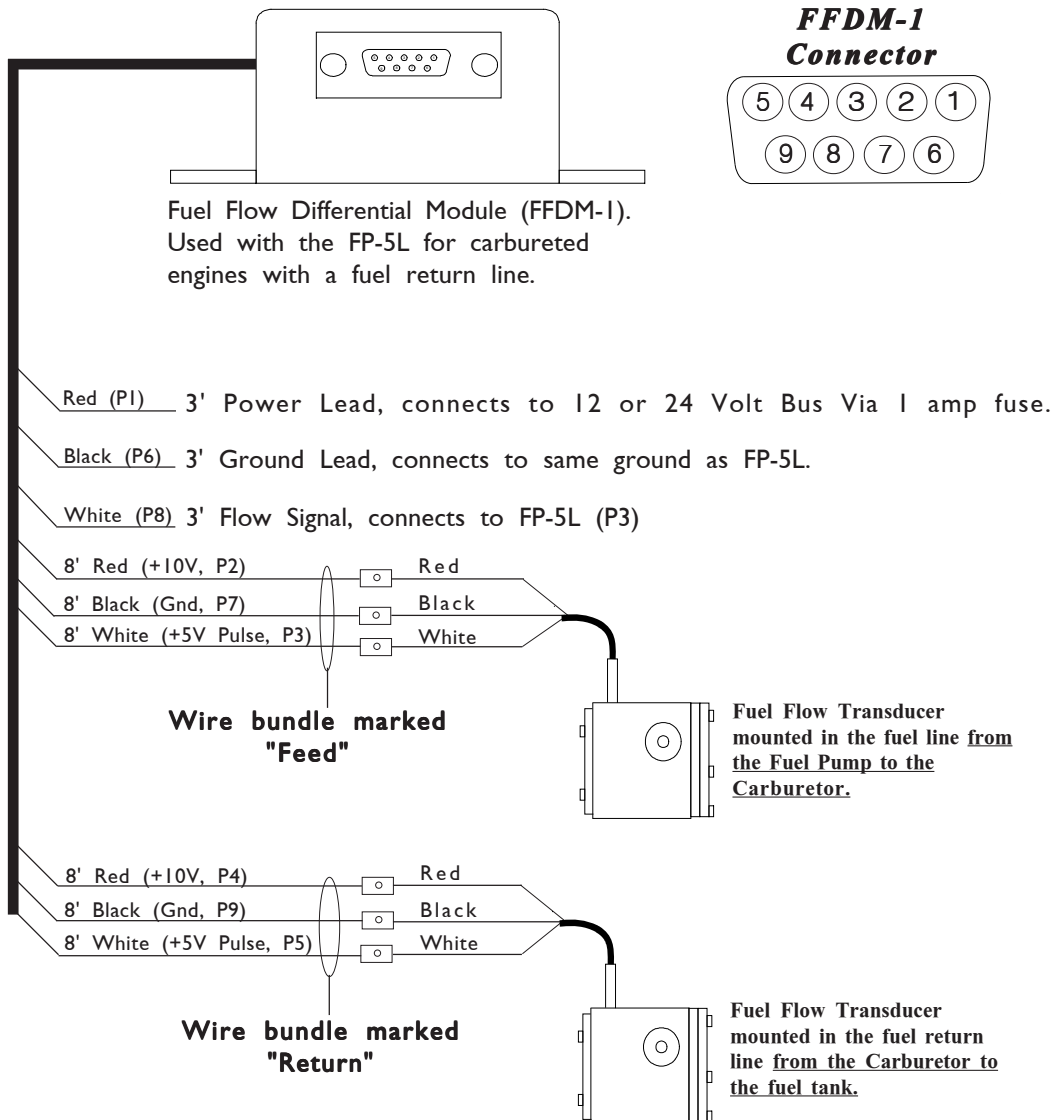 FFDM-1
Connector
5 4 3 2 1
9 8 7 6
Fuel Flow Differential Module (FFDM-1).
Used with the FP-5L for carbureted
engines with a fuel return line.
Red (P1) 3' Power Lead, connects to 12 or 24 Volt Bus Via 1 amp fuse.
Black (P6) 3' Ground Lead, connects to same ground as FP-5L.
White (P8) 3' Flow Signal, connects to FP-5L (P3)
8' Red (+10V, P2) Red
8' Black (Gnd, P7) Black
8' White (+5V Pulse, P3) White
Wire bundle marked
"Feed"
Fuel Flow Transducer
mounted in the fuel line from
the Fuel Pump to the
Carburetor.
8' Red (+10V, P4) Red
8' Black (Gnd, P9) Black
8' White (+5V Pulse, P5) White
Wire bundle marked
"Return"
Fuel Flow Transducer
mounted in the fuel return
line from the Carburetor to
the fuel tank.